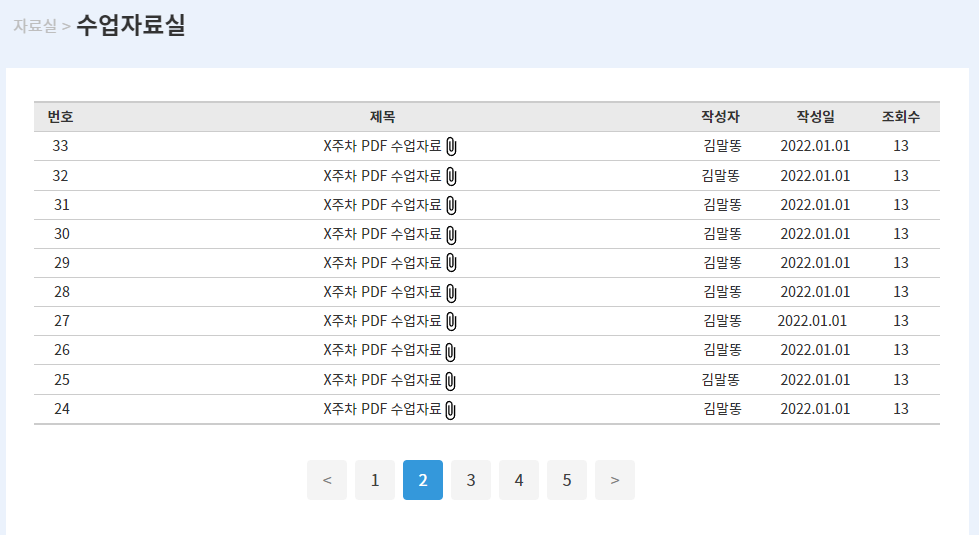 자료실 > 수업자료실
번호 제목 작성자 작성일 조회수
33 X주차 PDF 수업자료 김말똥 2022.01.01 13
32 X주차 PDF 수업자료 김말똥 2022.01.01 13
31 X주차 PDF 수업자료 김말똥 2022.01.01 13
30 X주차 PDF 수업자료 김말똥 2022.01.01 13
29 X주차 PDF 수업자료 김말똥 2022.01.01 13
28 X주차 PDF 수업자료 김말똥 2022.01.01 13
27 X주차 PDF 수업자료 김말똥 2022.01.01 13
26 X주차 PDF 수업자료 김말똥 2022.01.01 13
25 X주차 PDF 수업자료 김말똥 2022.01.01 13
24 X주차 PDF 수업자료 김말똥 2022.01.01 13
< 1 2 3 4 5 >